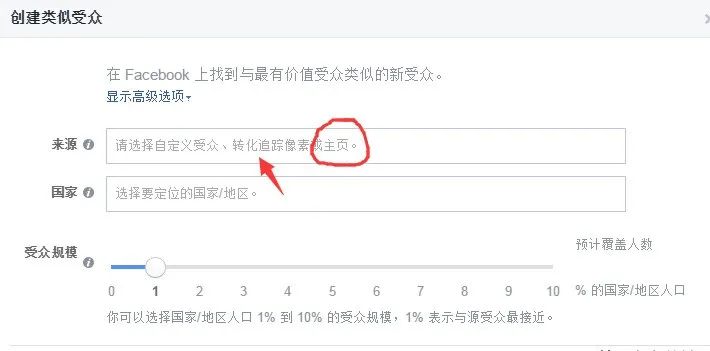 创建类似受众
在 Facebook 上找到与最有价值受众类似的新受众。
显示高级选项
来源 请选择自定义受众、转化追踪像素或主页。
国家 选择要定位的国家/地区。
受众规模 预计覆盖人数
0 1 2 3 4 5 6 7 8 9 10 % 的国家/地区人口
你可以选择国家/地区人口 1% 到 10% 的受众规模，1% 表示与源受众最接近。